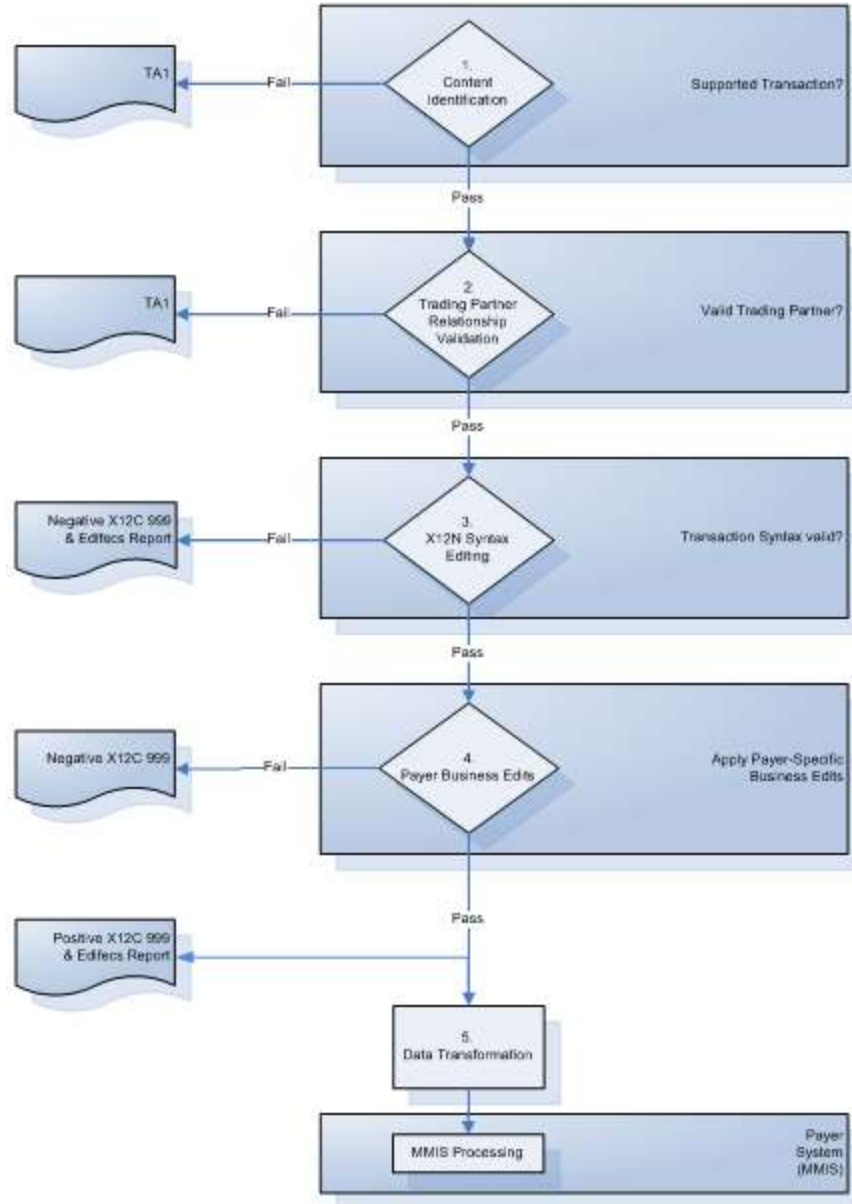 TA1
Fail
1.
Content
Identification
Supported Transaction?
Pass
TA1
Fail
2.
Trading Partner
Relationship
Validation
Valid Trading Partner?
Pass
Negative X12C 999
& Edifecs Report
Fail
3.
X12N Syntax
Editing
Transaction Syntax valid?
Pass
Negative X12C 999
Fail
4.
Payer Business Edits
Apply Payer-Specific
Business Edits
Pass
Positive X12C 999
& Edifecs Report
5.
Data Transformation
MMIS Processing
Payer
System
(MMIS)